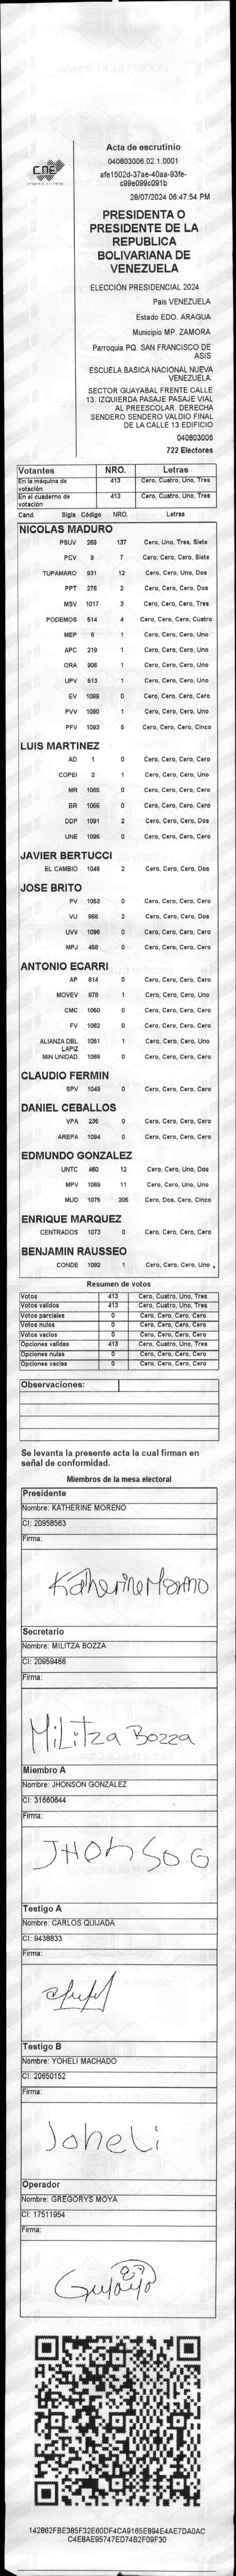 CNE
Acta de escrutinio
040803006.02.1.0001
afe1502d-37ae-40aa-93fe-
c99e099c091b
28/07/2024 06:47:54 PM
PRESIDENTA O
PRESIDENTE DE LA
REPUBLICA
BOLIVARIANA DE
VENEZUELA
ELECCIÓN PRESIDENCIAL 2024
Pais VENEZUELA
Estado EDO. ARAGUA
Municipio MP. ZAMORA
Parroquia PQ. SAN FRANCISCO DE
ASIS
ESCUELA BASICA NACIONAL NUEVA
VENEZUELA.
SECTOR GUAYABAL FRENTE CALLE
13. IZQUIERDA PASAJE PASAJE VIAL
AL PREESCOLAR. DERECHA
SENDERO SENDERO VALDIO FINAL
DE LA CALLE 13 EDIFICIO
040803006
722 Electores
Votantes NRO. Letras
En la máquina de votación 413 Cero, Cuatro, Uno, Tres
En el cuaderno de votación 413 Cero, Cuatro, Uno, Tres
Cand. Sigla Código NRO. Letras
NICOLAS MADURO
PSUV 269 137 Cero, Uno, Tres, Siete
PCV 9 7 Cero, Cero, Cero, Siete
TUPAMARO 931 12 Cero, Cero, Uno, Dos
PPT 276 2 Cero, Cero, Cero, Dos
MSV 1017 3 Cero, Cero, Cero, Tres
PODEMOS 514 4 Cero, Cero, Cero, Cuatro
MEP 6 1 Cero, Cero, Cero, Uno
APC 219 1 Cero, Cero, Cero, Uno
ORA 906 1 Cero, Cero, Cero, Uno
UPV 513 1 Cero, Cero, Cero, Uno
EV 1089 0 Cero, Cero, Cero, Cero
PVV 1090 1 Cero, Cero, Cero, Uno
PFV 1093 5 Cero, Cero, Cero, Cinco
LUIS MARTINEZ
AD 1 0 Cero, Cero, Cero, Cero
COPEI 2 1 Cero, Cero, Cero, Uno
MR 1065 0 Cero, Cero, Cero, Cero
BR 1066 0 Cero, Cero, Cero, Cero
DDP 1091 2 Cero, Cero, Cero, Dos
UNE 1095 0 Cero, Cero, Cero, Cero
JAVIER BERTUCCI
EL CAMBIO 1048 2 Cero, Cero, Cero, Dos
JOSE BRITO
PV 1053 0 Cero, Cero, Cero, Cero
VU 968 2 Cero, Cero, Cero, Dos
UVV 1096 0 Cero, Cero, Cero, Cero
MPJ 458 0 Cero, Cero, Cero, Cero
ANTONIO ECARRI
AP 814 0 Cero, Cero, Cero, Cero
MOVEV 878 1 Cero, Cero, Cero, Uno
CMC 1050 0 Cero, Cero, Cero, Cero
FV 1062 0 Cero, Cero, Cero, Cero
ALIANZA DEL LAPIZ 1051 1 Cero, Cero, Cero, Uno
MIN UNIDAD 1088 0 Cero, Cero, Cero, Cero
CLAUDIO FERMIN
SPV 1049 0 Cero, Cero, Cero, Cero
DANIEL CEBALLOS
VPA 236 0 Cero, Cero, Cero, Cero
AREPA 1094 0 Cero, Cero, Cero, Cero
EDMUNDO GONZALEZ
UNTC 460 12 Cero, Cero, Uno, Dos
MPV 1069 11 Cero, Cero, Uno, Uno
MUD 1075 205 Cero, Dos, Cero, Cinco
ENRIQUE MARQUEZ
CENTRADOS 1073 0 Cero, Cero, Cero, Cero
BENJAMIN RAUSSEO
CONDE 1092 1 Cero, Cero, Cero, Uno
Resumen de votos
Votos 413 Cero, Cuatro, Uno, Tres
Votos validos 413 Cero, Cuatro, Uno, Tres
Votos parciales 0 Cero, Cero, Cero, Cero
Votos nulos 0 Cero, Cero, Cero, Cero
Votos vacios 0 Cero, Cero, Cero, Cero
Opciones validas 413 Cero, Cuatro, Uno, Tres
Opciones nulas 0 Cero, Cero, Cero, Cero
Opciones vacias 0 Cero, Cero, Cero, Cero
Observaciones:
Se levanta la presente acta la cual firman en
señal de conformidad.
Miembros de la mesa electoral
Presidente
Nombre: KATHERINE MORENO
CI: 20958563
Firma:
Katherine Moreno
Secretario
Nombre: MILITZA BOZZA
CI: 20959466
Firma:
Militza Bozza
Miembro A
Nombre: JHONSON GONZALEZ
CI: 31660644
Firma:
JHONSO.G
Testigo A
Nombre: CARLOS QUIJADA
CI: 9438833
Firma:
Testigo B
Nombre: YOHELI MACHADO
CI: 20650152
Firma:
Joheli
Operador
Nombre: GREGORYS MOYA
CI: 17511954
Firma:
142862FBE385F32E60DF4CA9165E894E4AE7DA0AC
C4E8AE95747ED74B2F09F30